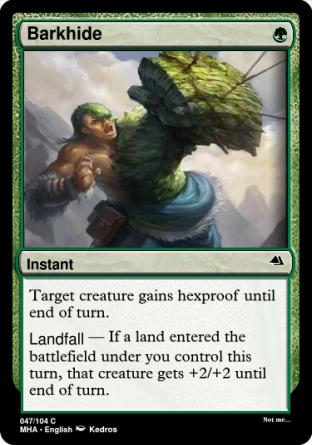 Barkhide
Instant
Target creature gains hexproof until
end of turn.
Landfall — If a land entered the
battlefield under you control this
turn, that creature gets +2/+2 until
end of turn.
047/104 C
Not me...
MHA • English Kedros